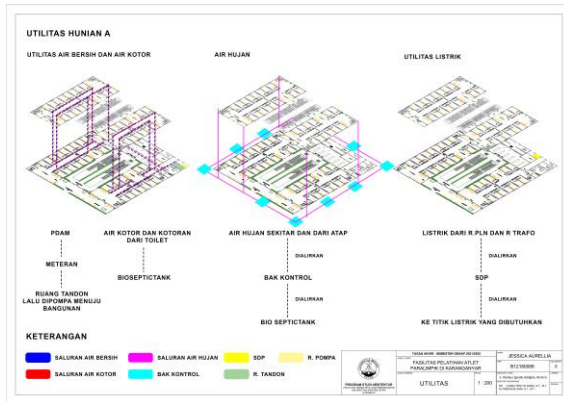 UTILITAS HUNIAN A
UTILITAS AIR BERSIH DAN AIR KOTOR
AIR HUJAN
UTILITAS LISTRIK
PDAM
METERAN
RUANG TANDON
LALU DIPOMPA MENUJU
BANGUNAN
AIR KOTOR DAN KOTORAN
DARI TOILET
BIOSEPTICTANK
AIR HUJAN SEKITAR DAN DARI ATAP
DIALIRKAN
BAK KONTROL
DIALIRKAN
BIO SEPTICTANK
LISTRIK DARI R.PLN DAN R TRAFO
DIALIRKAN
SDP
DIALIRKAN
KE TITIK LISTRIK YANG DIBUTUHKAN
KETERANGAN
SALURAN AIR BERSIH
SALURAN AIR HUJAN
SDP
R. POMPA
SALURAN AIR KOTOR
BAK KONTROL
R. TANDON
PROGRAM STUDI ARSITEKTUR
FASILITAS PELATIHAN ATLET
PARALIMPIK DI KARANGANYAR
UTILITAS
1 : 200
JESSICA AURELLIA